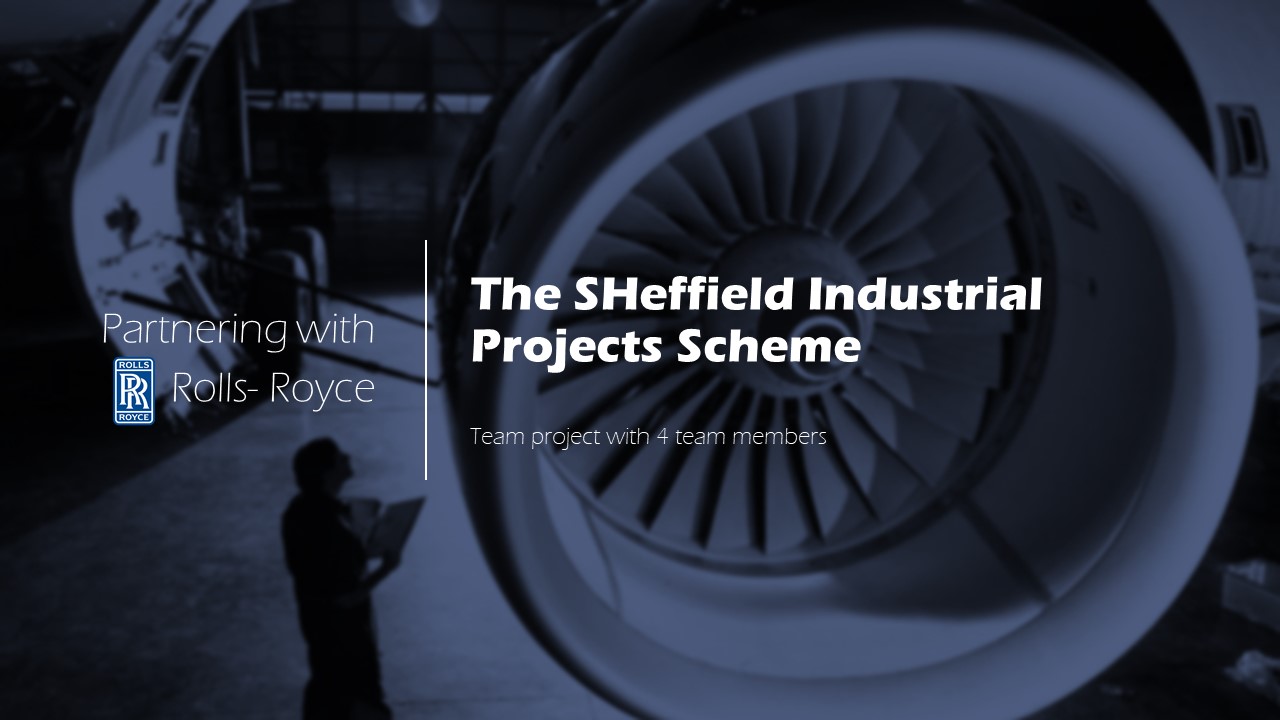 Partnering with
ROLLS
RR
ROYCE
Rolls- Royce
The SHeffield Industrial
Projects Scheme
Team project with 4 team members